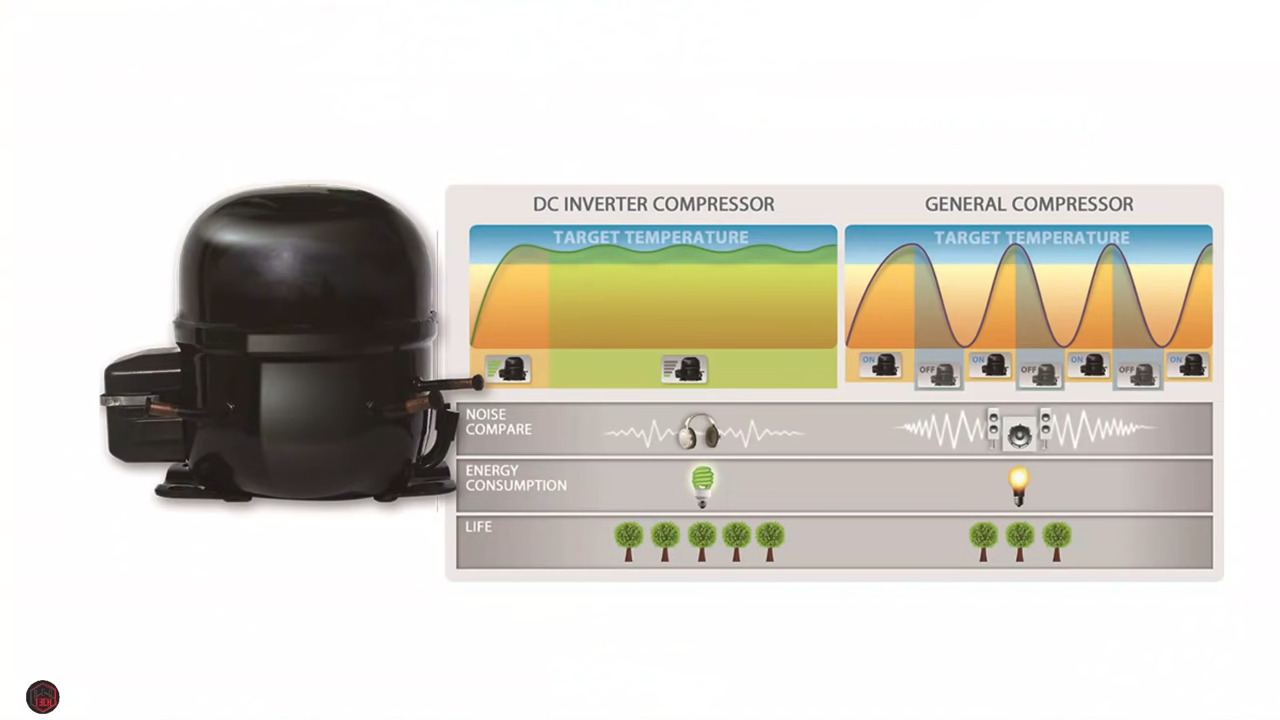 DC INVERTER COMPRESSOR
TARGET TEMPERATURE
GENERAL COMPRESSOR
TARGET TEMPERATURE
ON
OFF
ON
OFF
ON
OFF
ON
NOISE
COMPARE
ENERGY
CONSUMPTION
LIFE